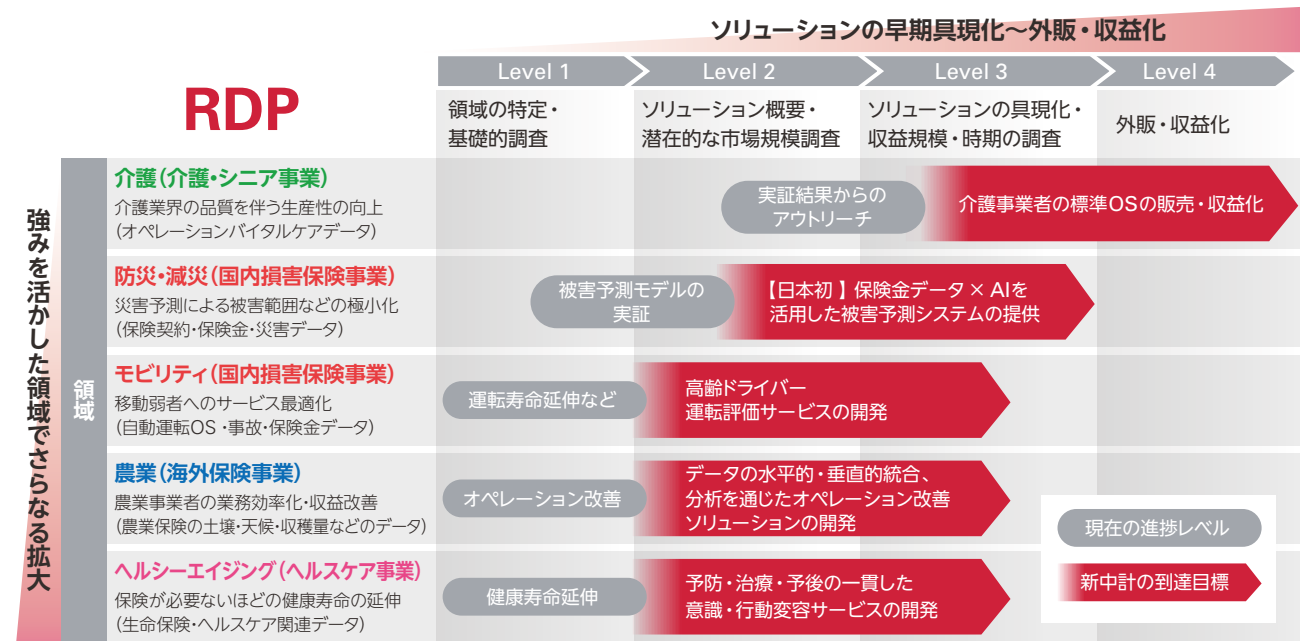 ソリューションの早期具現化～外販・収益化
RDP
Level 1
Level 2
Level 3
Level 4
領域の特定・
基礎的調査
ソリューション概要・
潜在的な市場規模調査
ソリューションの具現化・
収益規模・時期の調査
外販・収益化
強みを活かした領域でさらなる拡大
領域
介護(介護・シニア事業)
介護業界の品質を伴う生産性の向上
(オペレーションバイタルケアデータ)
実証結果からの
アウトリーチ
介護事業者の標準OSの販売・収益化
防災・減災(国内損害保険事業)
災害予測による被害範囲などの極小化
(保険契約・保険金・災害データ)
被害予測モデルの
実証
【日本初 】保険金データ × AIを
活用した被害予測システムの提供
モビリティ(国内損害保険事業)
移動弱者へのサービス最適化
(自動運転OS ・事故・保険金データ)
運転寿命延伸など
高齢ドライバー
運転評価サービスの開発
農業(海外保険事業)
農業事業者の業務効率化・収益改善
(農業保険の土壌・天候・収穫量などのデータ)
オペレーション改善
データの水平的・垂直的統合、
分析を通じたオペレーション改善
ソリューションの開発
ヘルシーエイジング(ヘルスケア事業)
保険が必要ないほどの健康寿命の延伸
(生命保険・ヘルスケア関連データ)
健康寿命延伸
予防・治療・予後の一貫した
意識・行動変容サービスの開発
現在の進捗レベル
新中計の到達目標